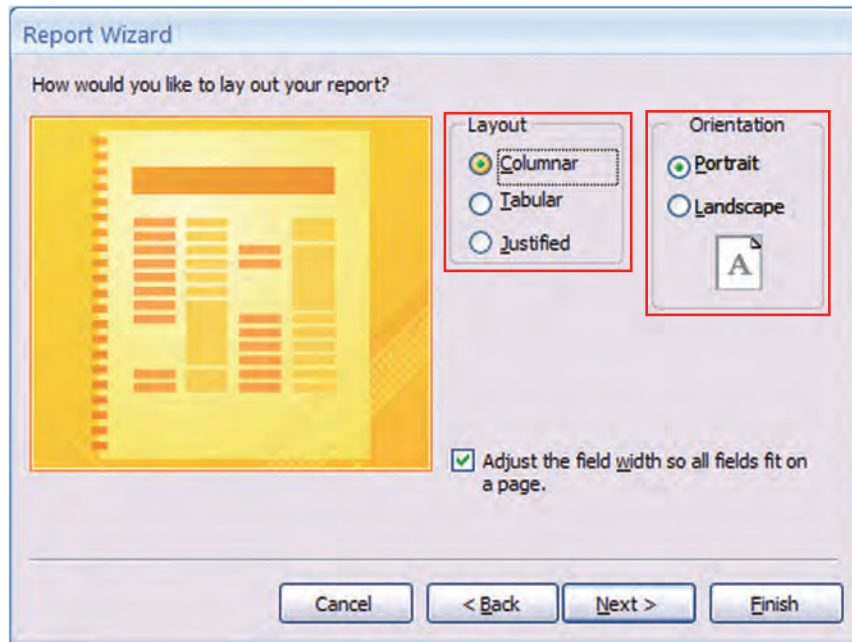 Report Wizard
How would you like to lay out your report?
Layout
Columnar
Tabular
Justified
Orientation
Portrait
Landscape
A
Adjust the field width so all fields fit on
a page.
Cancel
< Back
Next >
Finish